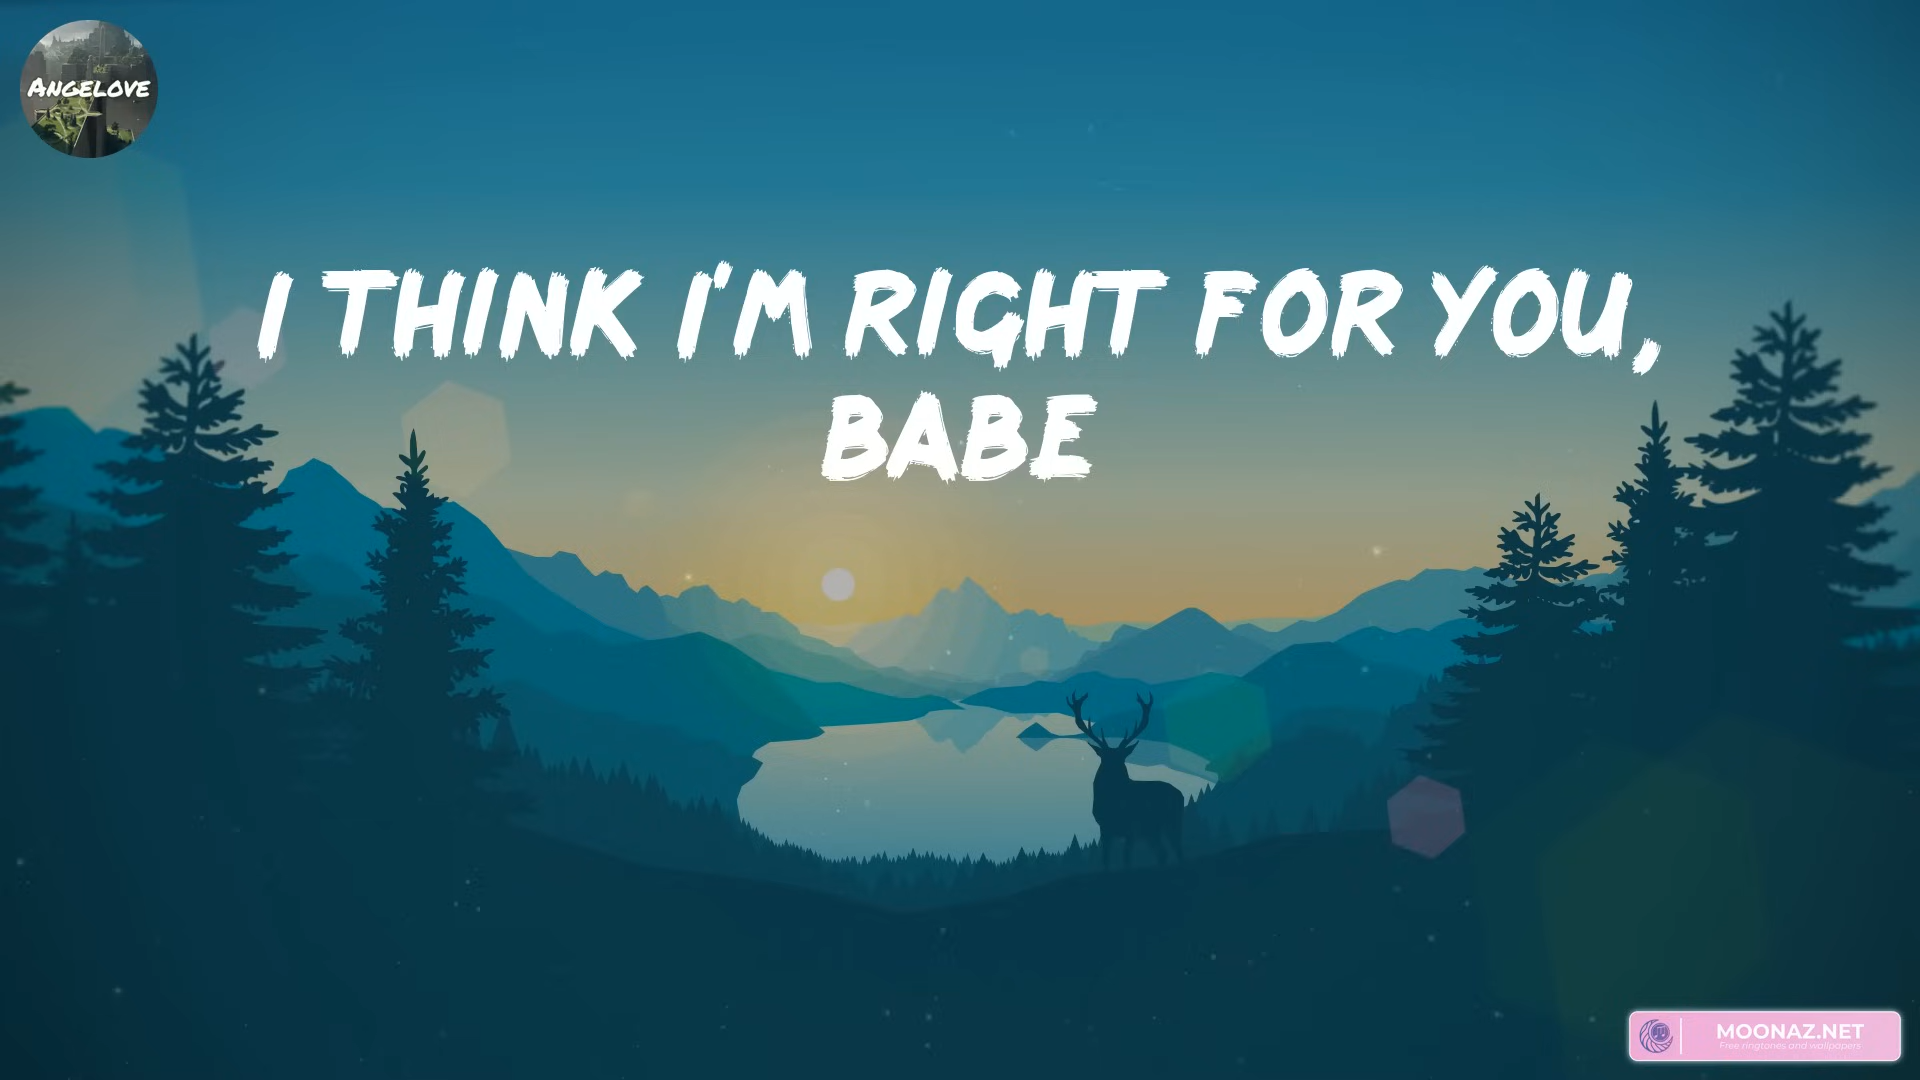 ANGELOVE
I THINK I'M RIGHT FOR YOU,
BABE
MOONAZ.NET
Free ringtones and wallpapers